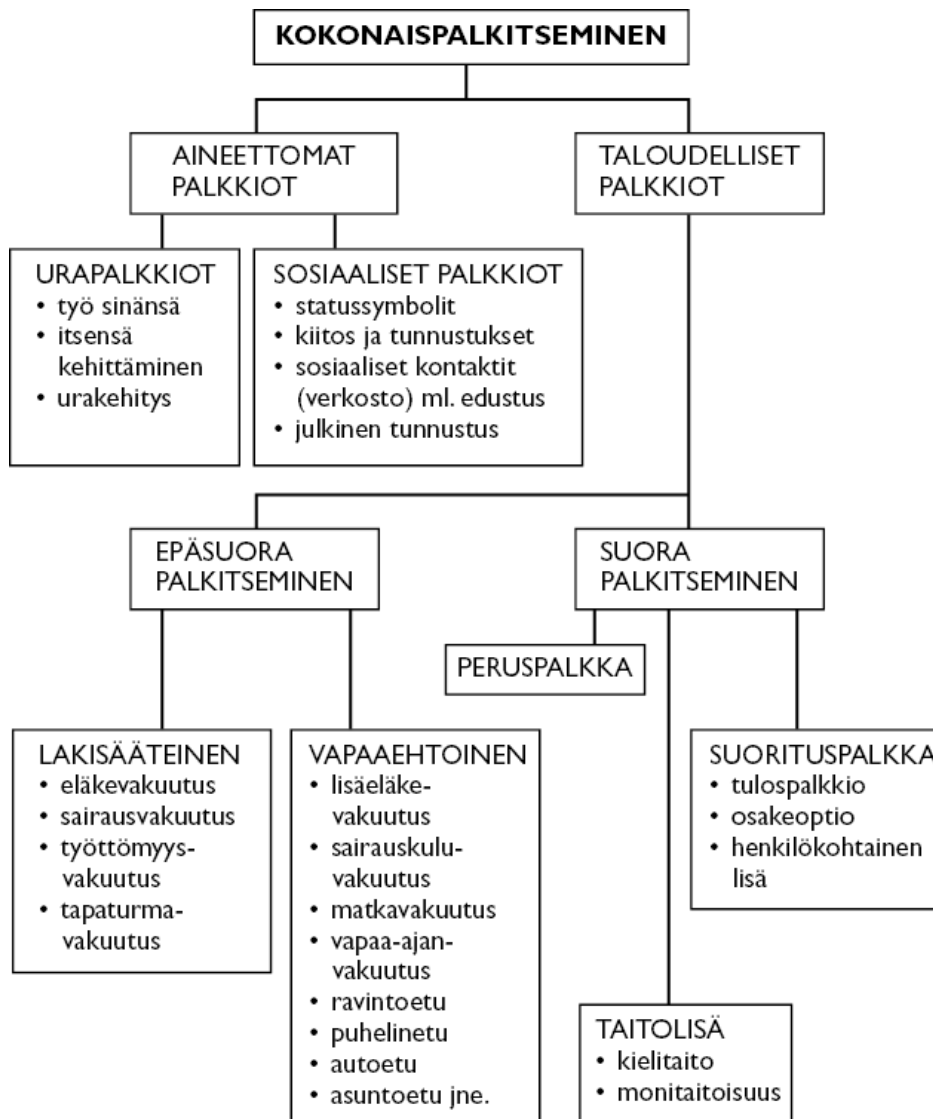 KOKONAISPALKITSEMINEN
AINEETTOMAT
PALKKIOT
TALOUDELLISET
PALKKIOT
URAPALKKIOT
• työ sinänsä
• itsensä
kehittäminen
• urakehitys
SOSIAALISET PALKKIOT
• statussymbolit
• kiitos ja tunnustukset
• sosiaaliset kontaktit
(verkosto) ml. edustus
• julkinen tunnustus
EPÄSUORA
PALKITSEMINEN
SUORA
PALKITSEMINEN
PERUSPALKKA
LAKISÄÄTEINEN
• eläkevakuutus
• sairausvakuutus
• työttömyys-
vakuutus
• tapaturma-
vakuutus
VAPAAEHTOINEN
• lisäeläke-
vakuutus
• sairauskulu-
vakuutus
• matkavakuutus
• vapaa-ajan-
vakuutus
• ravintoetu
• puhelinetu
• autoetu
• asuntoetu jne.
SUORITUSPALKKA
• tulospalkkio
• osakeoptio
• henkilökohtainen
lisä
TAITOLISÄ
• kielitaito
• monitaitoisuus